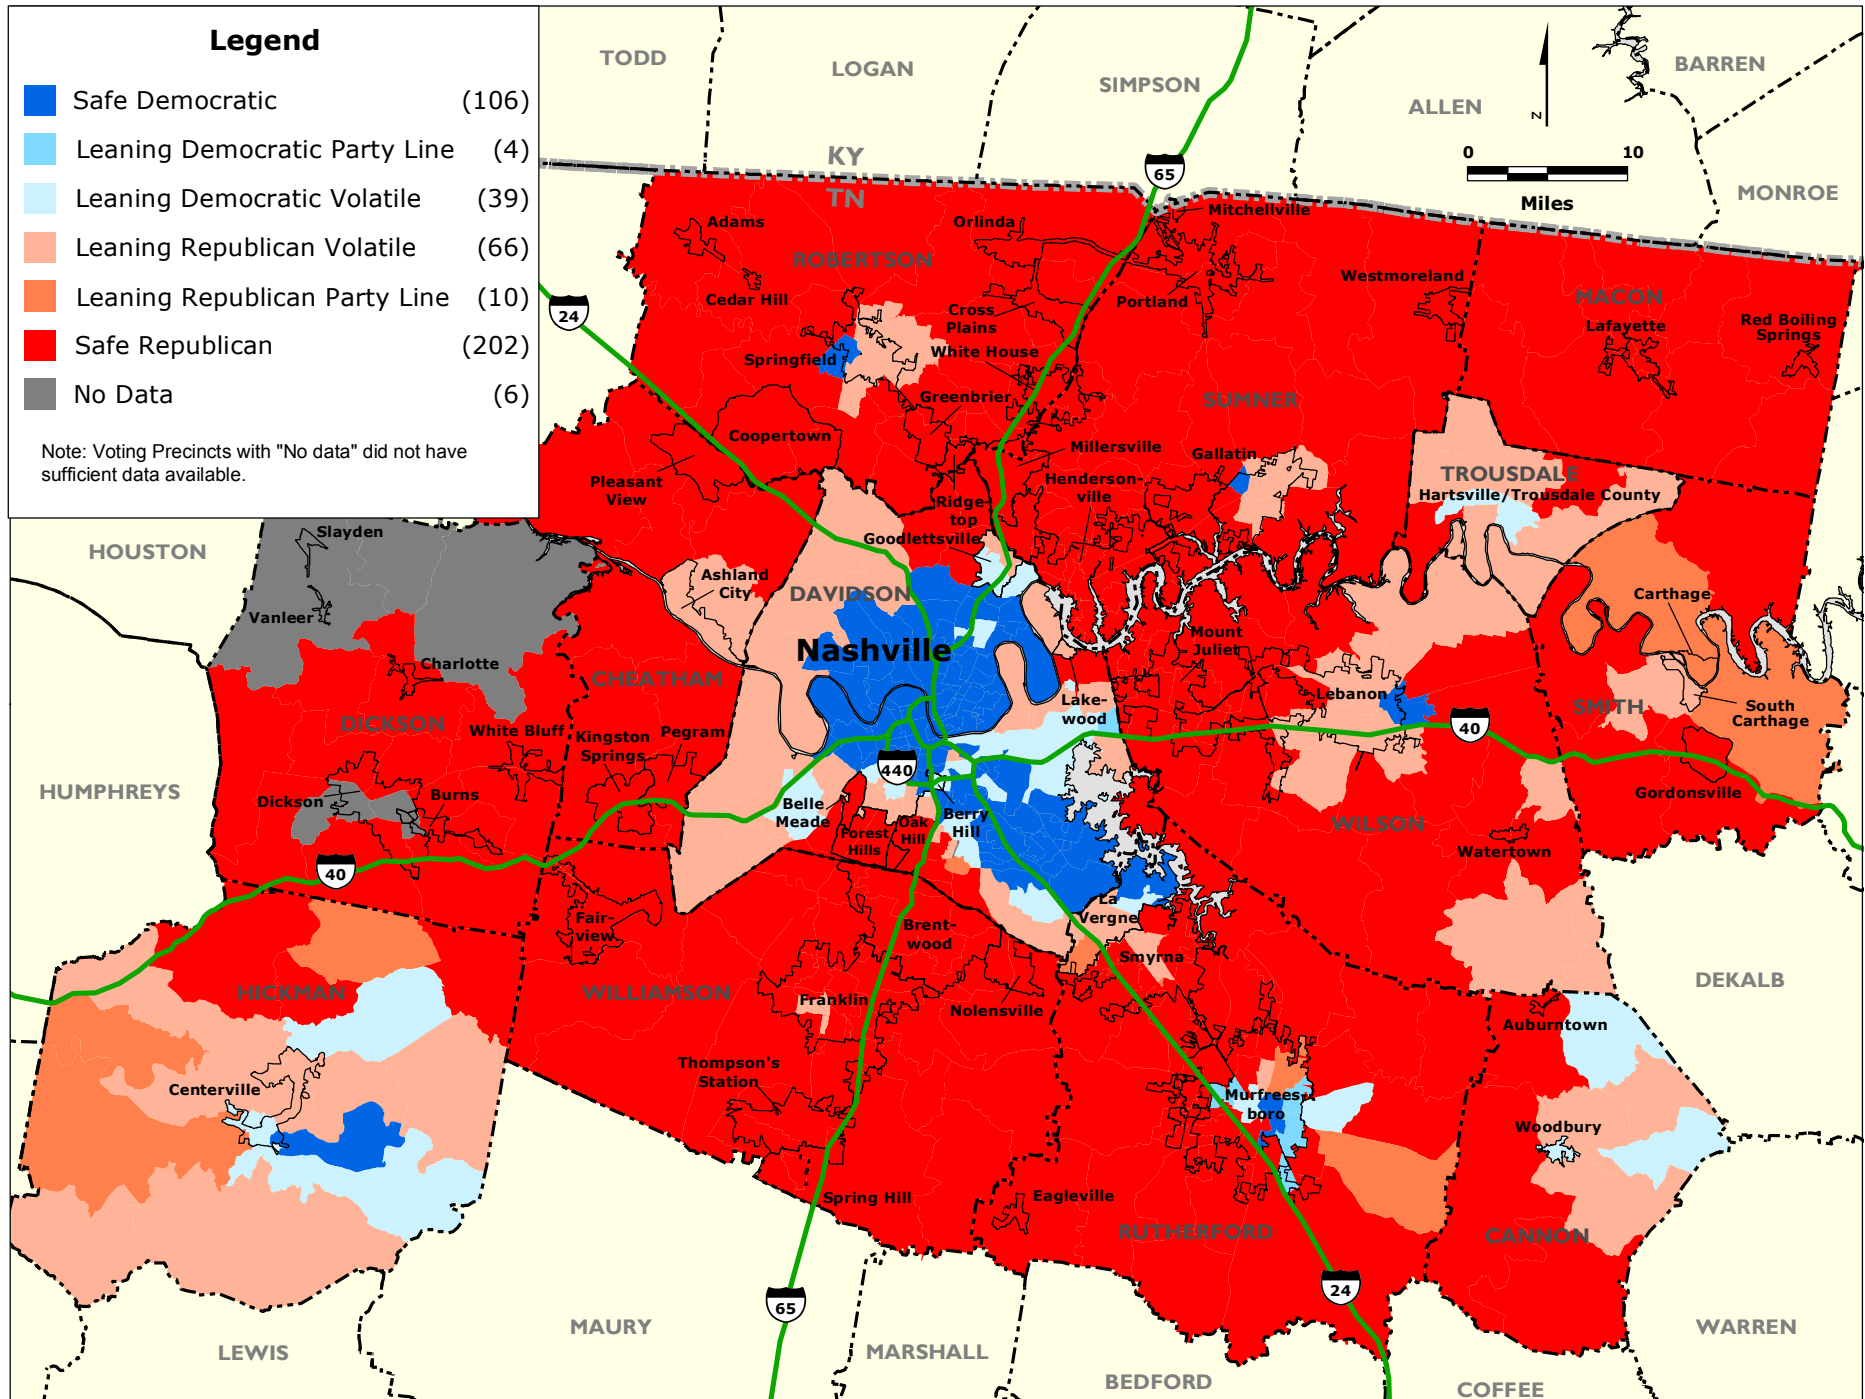 Legend
Safe Democratic (106)
Leaning Democratic Party Line (4)
Leaning Democratic Volatile (39)
Leaning Republican Volatile (66)
Leaning Republican Party Line (10)
Safe Republican (202)
No Data (6)
Note: Voting Precincts with "No data" did not have
sufficient data available.
TODD
LOGAN
SIMPSON
ALLEN
BARREN
MONROE
KY
TN
65
N
0 10
Miles
Adams
Orlinda
Mitchellville
ROBERTSON
Westmoreland
MACON
Cedar Hill
Portland
24
Cross
Plains
Lafayette
Red Boiling
Springs
Springfield
White House
Greenbrier
SUMNER
Coopertown
Millersville
Gallatin
Pleasant
View
Henderson-
ville
TROUSDALE
Hartsville/Trousdale County
Ridge-
top
Goodlettsville
HOUSTON
Slayden
Ashland
City
DAVIDSON
Carthage
Vanleer
Nashville
Mount
Juliet
Charlotte
CHEATHAM
Lebanon
Lake-
wood
SMITH
South
Carthage
DICKSON
White Bluff
Kingston
Springs
Pegram
40
440
HUMPHREYS
Dickson
Burns
Belle
Meade
Berry
Hill
Oak
Hill
Forest
Hills
Gordonsville
WILSON
Watertown
40
La
Vergne
Fair-
view
Brent-
wood
Smyrna
DEKALB
HICKMAN
WILLIAMSON
Franklin
Nolensville
Auburntown
Thompson's
Station
Centerville
Murfrees-
boro
Woodbury
Spring Hill
Eagleville
RUTHERFORD
CANNON
24
65
MAURY
LEWIS
MARSHALL
BEDFORD
COFFEE
WARREN